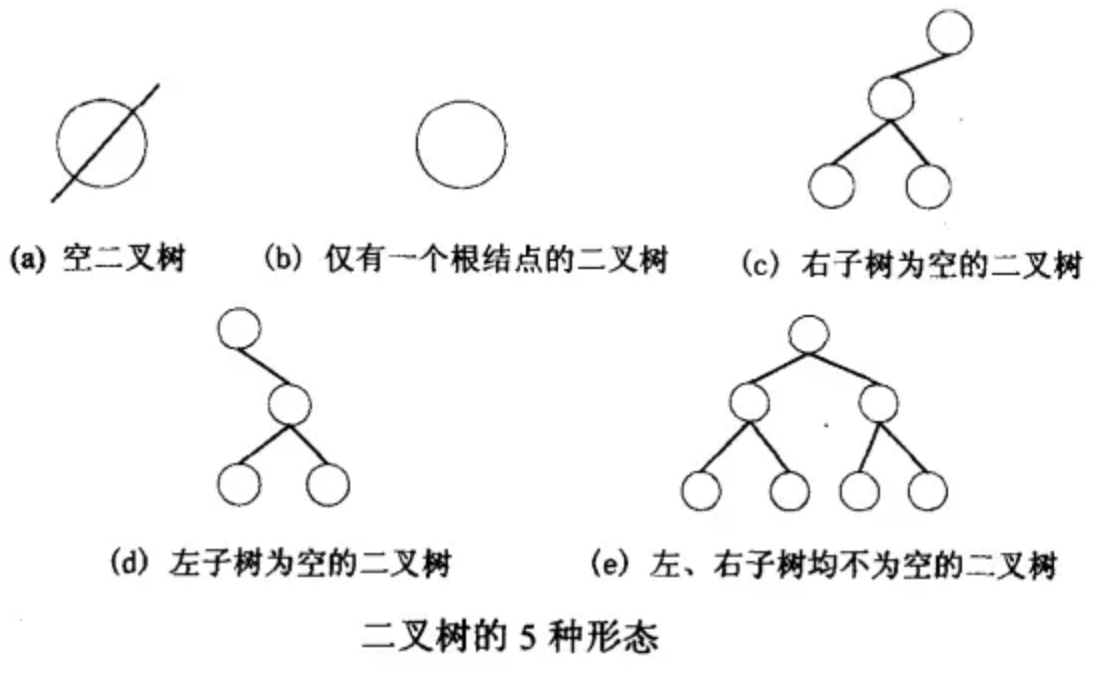 (a) 空二叉树
(b) 仅有一个根结点的二叉树
(c) 右子树为空的二叉树
(d) 左子树为空的二叉树
(e) 左、右子树均不为空的二叉树
二叉树的 5 种形态